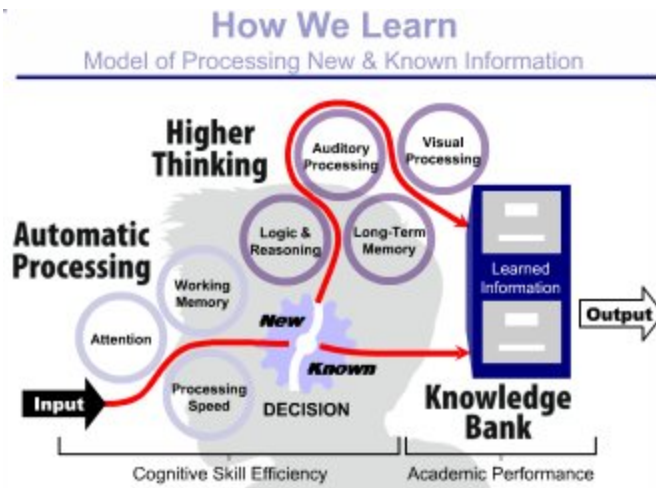 How We Learn
Model of Processing New & Known Information
Higher
Thinking
Auditory
Processing
Visual
Processing
Automatic
Processing
Logic &
Reasoning
Long-Term
Memory
Learned
Information
Working
Memory
Attention
New
Known
Output
Processing
Speed
Input
DECISION
Knowledge
Bank
Cognitive Skill Efficiency
Academic Performance